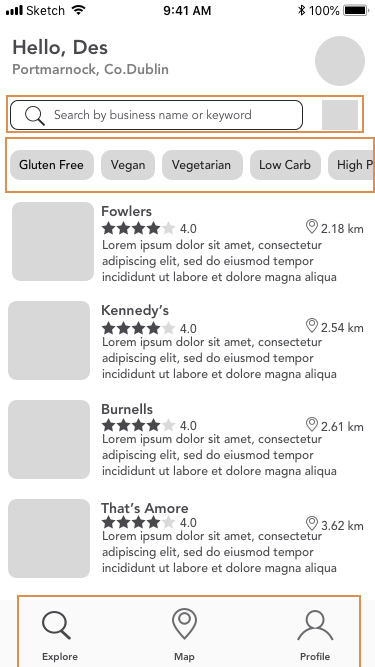 Sketch 9:41 AM 100%
Hello, Des
Portmarnock, Co.Dublin
Search by business name or keyword
Gluten Free Vegan Vegetarian Low Carb High P
Fowlers
4.0 2.18 km
Lorem ipsum dolor sit amet, consectetur
adipiscing elit, sed do eiusmod tempor
incididunt ut labore et dolore magna aliqua
Kennedy's
4.0 2.54 km
Lorem ipsum dolor sit amet, consectetur
adipiscing elit, sed do eiusmod tempor
incididunt ut labore et dolore magna aliqua
Burnells
4.0 2.61 km
Lorem ipsum dolor sit amet, consectetur
adipiscing elit, sed do eiusmod tempor
incididunt ut labore et dolore magna aliqua
That's Amore
4.0 3.62 km
Lorem ipsum dolor sit amet, consectetur
adipiscing elit, sed do eiusmod tempor
incididunt ut labore et dolore magna aliqua
Explore Map Profile